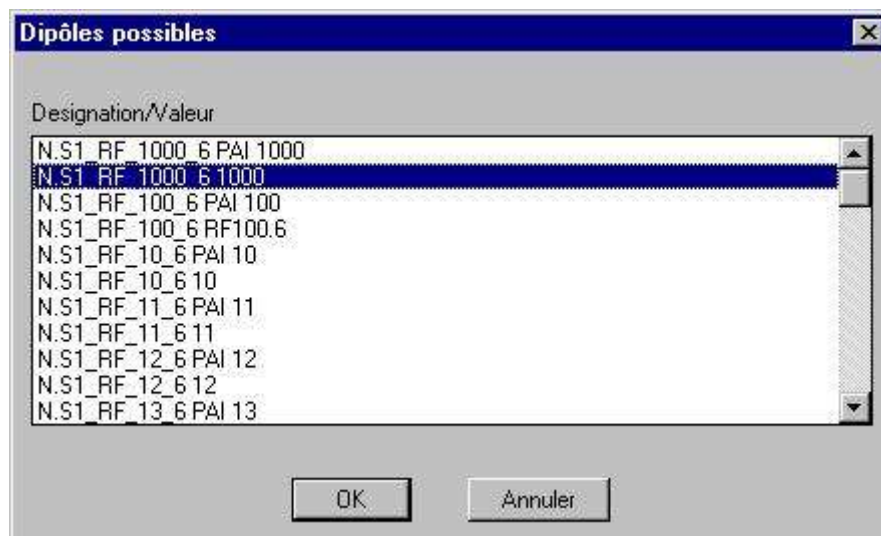 Dipôles possibles
Designation/Valeur
N.S1_RF_1000_6 PAI 1000
N.S1_RF_1000_6 1000
N.S1_RF_100_6 PAI 100
N.S1_RF_100_6 RF100.6
N.S1_RF_10_6 PAI 10
N.S1_RF_10_6 10
N.S1_RF_11_6 PAI 11
N.S1_RF_11_6 11
N.S1_RF_12_6 PAI 12
N.S1_RF_12_6 12
N.S1_RF_13_6 PAI 13
OK Annuler